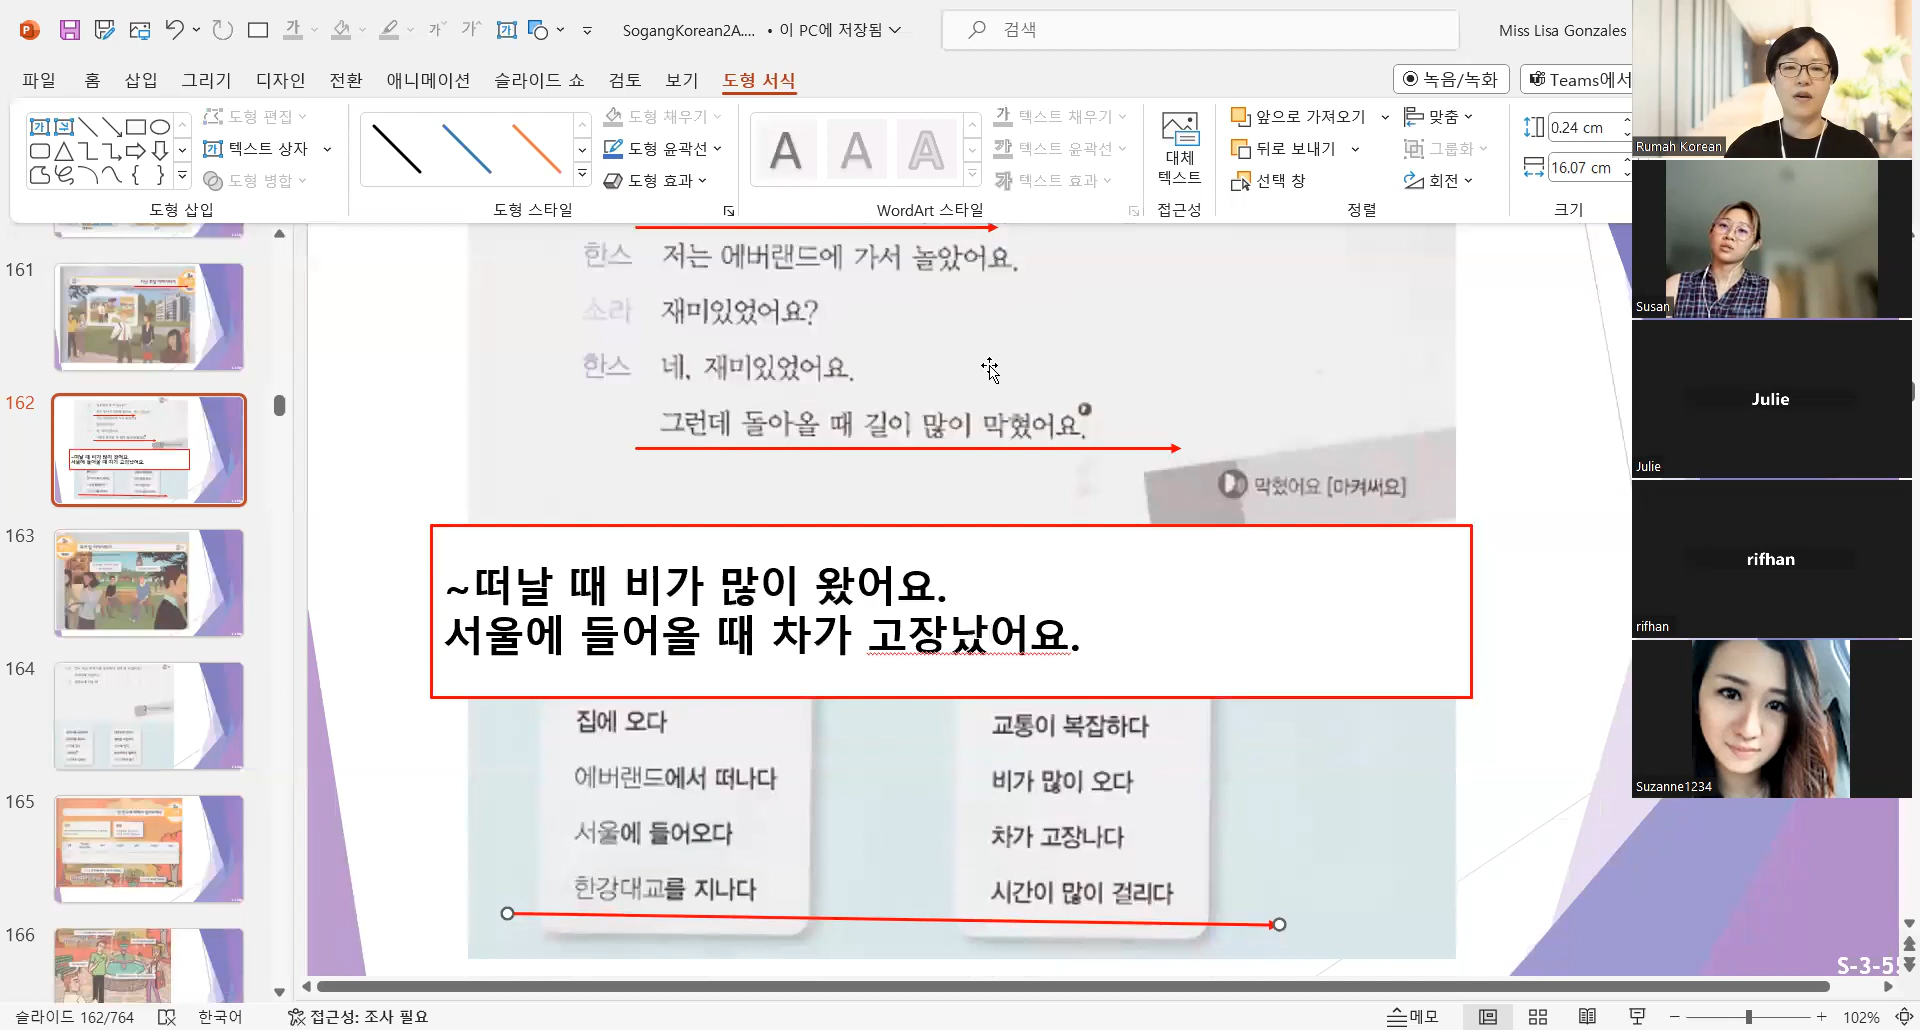 SogangKorean2A.... • 이 PC에 저장됨
검색
Miss Lisa Gonzales
파일 홈 삽입 그리기 디자인 전환 애니메이션 슬라이드 쇼 검토 보기 도형 서식
녹음/녹화
Teams에서
도형 편집
텍스트 상자
도형 병합
도형 삽입
도형 채우기
도형 윤곽선
도형 효과
도형 스타일
텍스트 채우기
텍스트 윤곽선
텍스트 효과
WordArt 스타일
대체
텍스트
접근성
앞으로 가져오기
뒤로 보내기
선택 창
맞춤
그룹화
회전
정렬
0.24 cm
16.07 cm
크기
161
162
163
164
165
166
한스 저는 에버랜드에 가서 놀았어요.
소라 재미있었어요?
한스 네, 재미있었어요.
그런데 돌아올 때 길이 많이 막혔어요.
막혔어요 [마켜써요]
~떠날 때 비가 많이 왔어요.
서울에 들어올 때 차가 고장났어요.
집에 오다
에버랜드에서 떠나다
서울에 들어오다
한강대교를 지나다
교통이 복잡하다
비가 많이 오다
차가 고장나다
시간이 많이 걸리다
S-3-5
Rumah Korean
Susan
Julie
Julie
rifhan
rifhan
Suzanne1234
슬라이드 162/764
한국어
접근성: 조사 필요
메모
102%